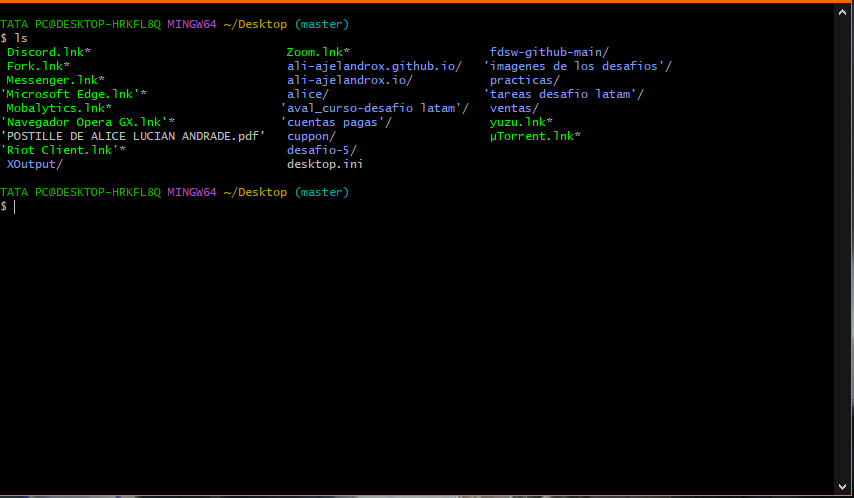 TATA PC@DESKTOP-HRKFL8Q MINGW64 ~/Desktop (master)
$ ls
 Discord.lnk*                            Zoom.lnk*                     fdsw-github-main/
 Fork.lnk*                               ali-ajelandrox.github.io/    'imagenes de los desafios'/
 Messenger.lnk*                          ali-ajelandrox.io/            practicas/
'Microsoft Edge.lnk'*                    alice/                       'tareas desafio latam'/
 Mobalytics.lnk*                        'aval_curso-desafio latam'/    ventas/
'Navegador Opera GX.lnk'*               'cuentas pagas'/               yuzu.lnk*
'POSTILLE DE ALICE LUCIAN ANDRADE.pdf'   cuppon/                       µTorrent.lnk*
'Riot Client.lnk'*                       desafio-5/
 XOutput/                                desktop.ini
TATA PC@DESKTOP-HRKFL8Q MINGW64 ~/Desktop (master)
$